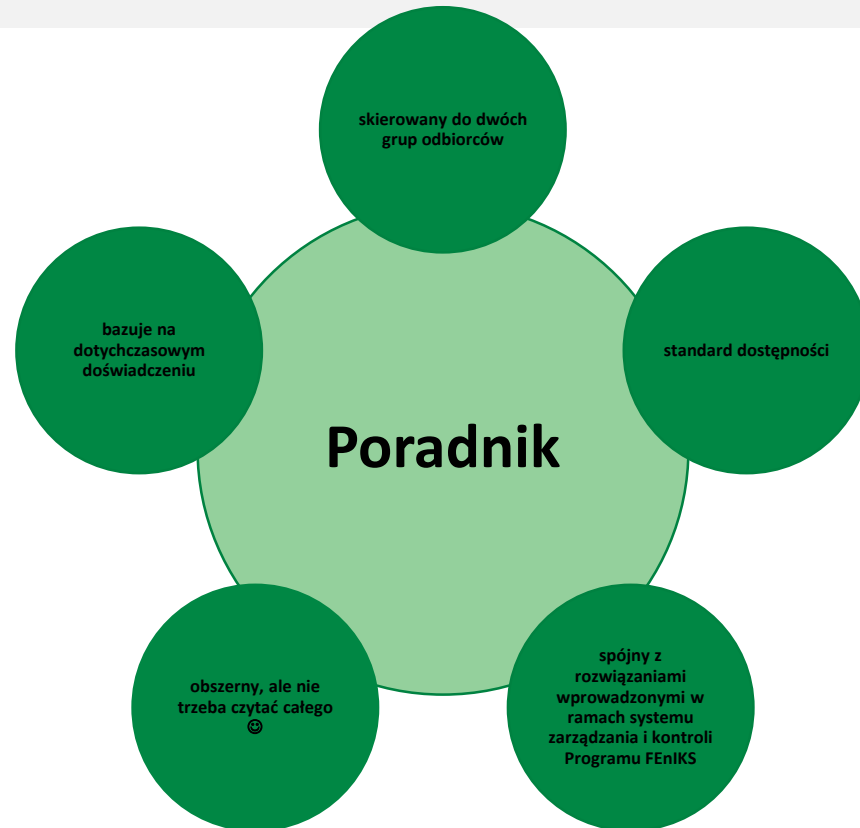 skierowany do dwóch
grup odbiorców
standard dostępności
spójny z
rozwiązaniami
wprowadzonymi w
ramach systemu
zarządzania i kontroli
Programu FEnIKS
obszerny, ale nie
trzeba czytać całego
☺
bazuje na
dotychczasowym
doświadczeniu
Poradnik